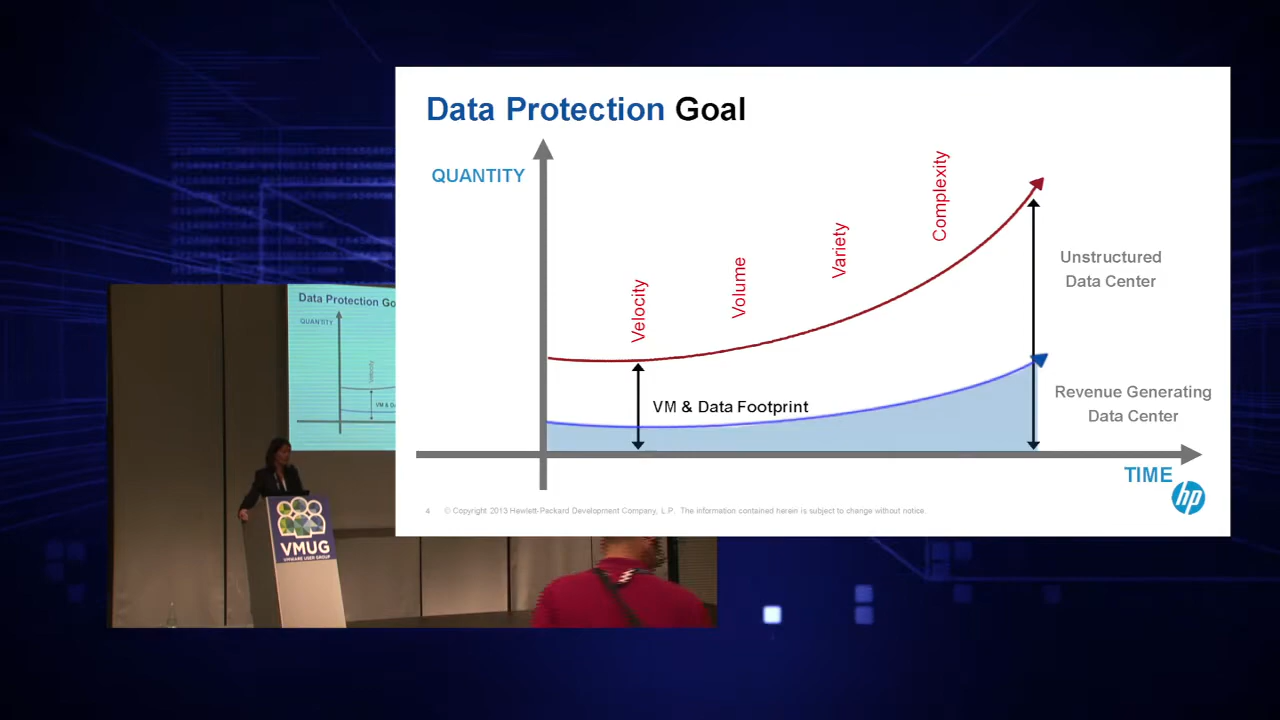 Data Protection Goal
QUANTITY
Velocity
Volume
Variety
Complexity
Unstructured
Data Center
VM & Data Footprint
Revenue Generating
Data Center
TIME
hp
4 © Copyright 2013 Hewlett-Packard Development Company, L.P. The information contained herein is subject to change without notice.
Data Protection Go
QUANTITY
Velocity
VM & D
VMUG
VMWARE USER GROUP